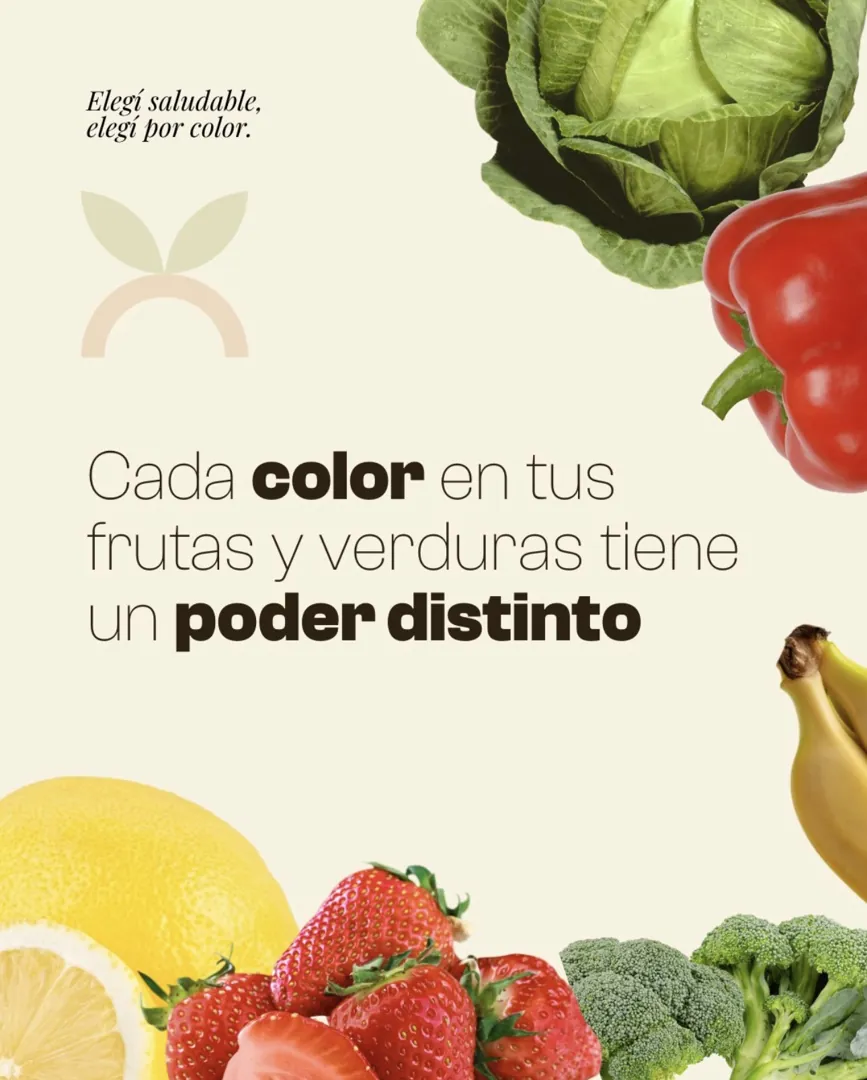 Elegí saludable,
elegí por color.
Cada color en tus
frutas y verduras tiene
un poder distinto